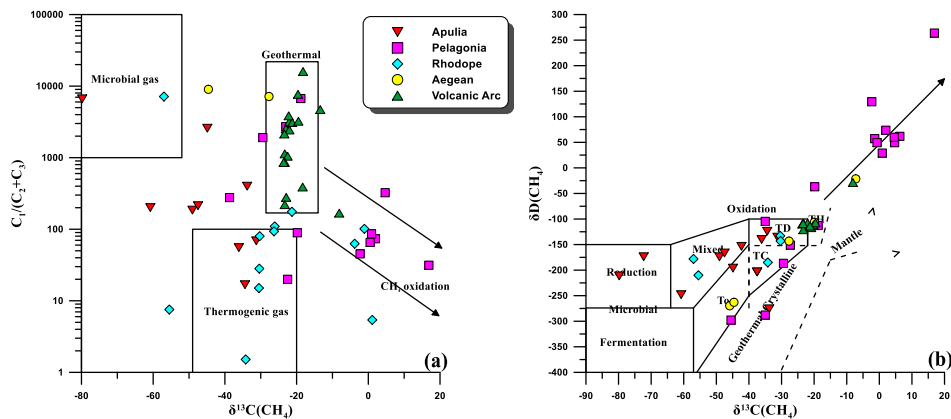 100000
10000
1000
100
10
1
C₁/(C₂+C₃)
-80
-60
-40
-20
0
20
δ¹³C(CH₄)
Microbial gas
Geothermal
Thermogenic gas
CH₄ oxidation
(a)
Apulia
Pelagonia
Rhodope
Aegean
Volcanic Arc
300
250
200
150
100
50
0
-50
-100
-150
-200
-250
-300
-350
-400
δD(CH₄)
-90
-80
-70
-60
-50
-40
-30
-20
-10
0
10
20
δ¹³C(CH₄)
Oxidation
Mixed
TD
TH
Mantle
Reduction
TC
To
Microbial
Geothermal
Crystalline
Fermentation
(b)